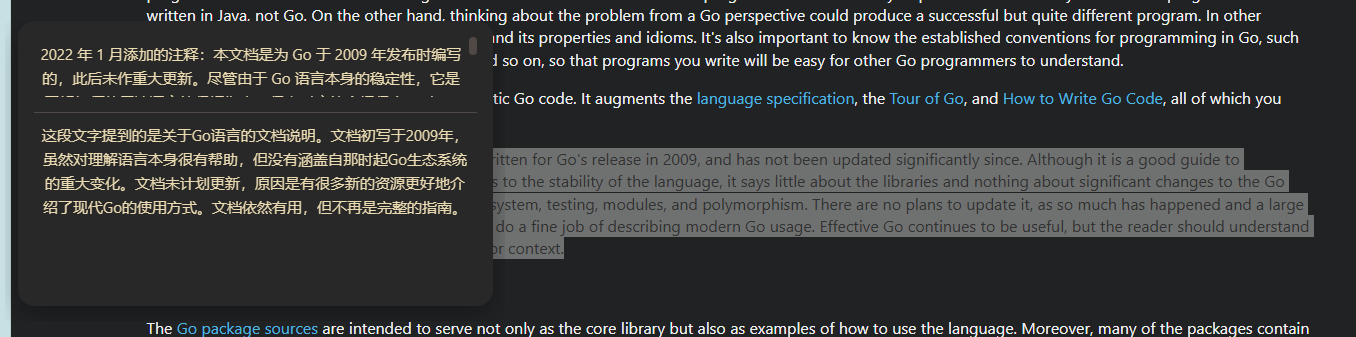 written in Java, not Go. On the other hand, thinking about the problem from a Go perspective could produce a successful but quite different program. In other
and its properties and idioms. It's also important to know the established conventions for programming in Go, such
so on, so that programs you write will be easy for other Go programmers to understand.
2022 年 1 月添加的注释：本文档是为 Go 于 2009 年发布时编写
的，此后未作重大更新。尽管由于 Go 语言本身的稳定性，它是
这段文字提到的是关于Go语言的文档说明。文档初写于2009年，
虽然对理解语言本身很有帮助，但没有涵盖自那时起Go生态系统
的重大变化。文档未计划更新，原因是有很多新的资源更好地介
绍了现代Go的使用方式。文档依然有用，但不再是完整的指南。
tic Go code. It augments the language specification, the Tour of Go, and How to Write Go Code, all of which you
ritten for Go's release in 2009, and has not been updated significantly since. Although it is a good guide to
s to the stability of the language, it says little about the libraries and nothing about significant changes to the Go
system, testing, modules, and polymorphism. There are no plans to update it, as so much has happened and a large
do a fine job of describing modern Go usage. Effective Go continues to be useful, but the reader should understand
or context.
The Go package sources are intended to serve not only as the core library but also as examples of how to use the language. Moreover, many of the packages contain